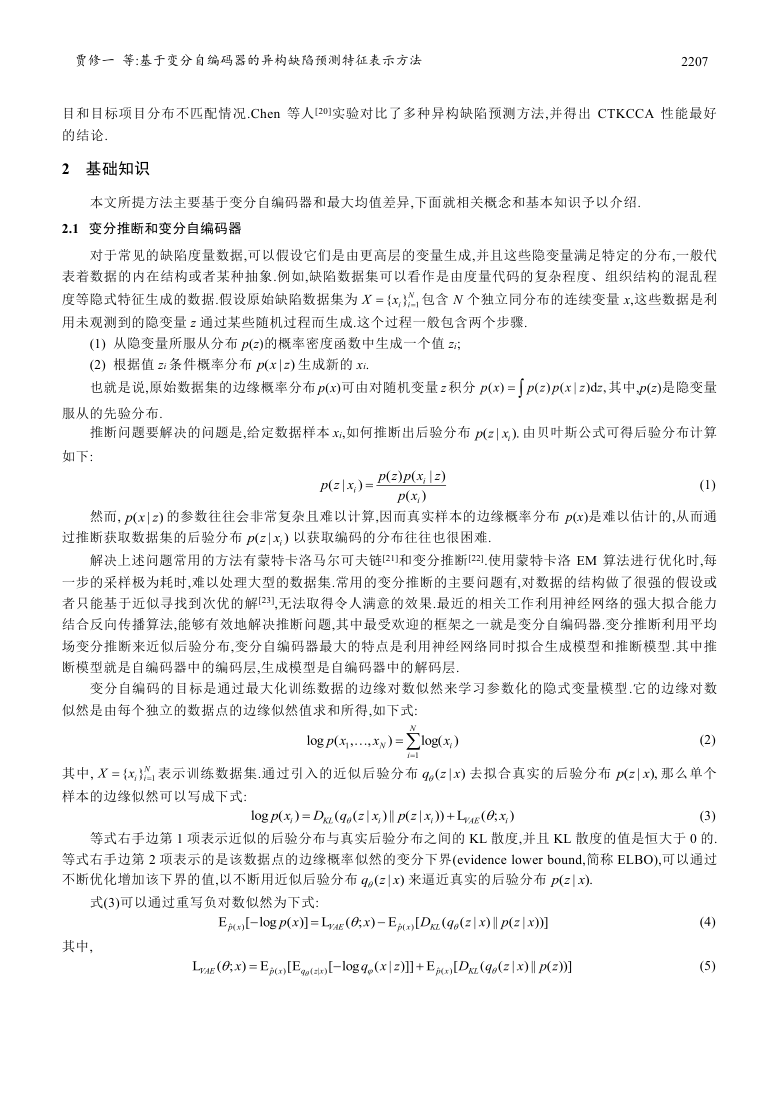 贾修一 等:基于变分自编码器的异构缺陷预测特征表示方法 2207
目和目标项目分布不匹配情况.Chen 等人[20]实验对比了多种异构缺陷预测方法,并得出 CTKCCA 性能最好
的结论.
2 基础知识
本文所提方法主要基于变分自编码器和最大均值差异,下面就相关概念和基本知识予以介绍.
2.1 变分推断和变分自编码器
对于常见的缺陷度量数据,可以假设它们是由更高层的变量生成,并且这些隐变量满足特定的分布,一般代
表着数据的内在结构或者某种抽象.例如,缺陷数据集可以看作是由度量代码的复杂程度、组织结构的混乱程
度等隐式特征生成的数据.假设原始缺陷数据集为 X = {x_i}_{i=1}^N 包含 N 个独立同分布的连续变量 x,这些数据是利
用未观测到的隐变量 z 通过某些随机过程而生成.这个过程一般包含两个步骤.
(1) 从隐变量所服从分布 p(z)的概率密度函数中生成一个值 z_i;
(2) 根据值 z_i 条件概率分布 p(x|z) 生成新的 x_i.
也就是说,原始数据集的边缘概率分布 p(x)可由对随机变量 z 积分 p(x) = ∫ p(z)p(x|z)dz, 其中,p(z)是隐变量
服从的先验分布.
推断问题要解决的问题是,给定数据样本 x_i,如何推断出后验分布 p(z|x_i). 由贝叶斯公式可得后验分布计算
如下:
p(z|x_i) = p(z)p(x_i|z) / p(x_i) (1)
然而, p(x|z) 的参数往往会非常复杂且难以计算,因而真实样本的边缘概率分布 p(x)是难以估计的,从而通
过推断获取数据集的后验分布 p(z|x_i) 以获取编码的分布往往也很困难.
解决上述问题常用的方法有蒙特卡洛马尔可夫链[21]和变分推断[22].使用蒙特卡洛 EM 算法进行优化时,每
一步的采样极为耗时,难以处理大型的数据集.常用的变分推断的主要问题有,对数据的结构做了很强的假设或
者只能基于近似寻找到次优的解[23],无法取得令人满意的效果.最近的相关工作利用神经网络的强大拟合能力
结合反向传播算法,能够有效地解决推断问题,其中最受欢迎的框架之一就是变分自编码器.变分推断利用平均
场变分推断来近似后验分布,变分自编码器最大的特点是利用神经网络同时拟合生成模型和推断模型.其中推
断模型就是自编码器中的编码层,生成模型是自编码器中的解码层.
变分自编码的目标是通过最大化训练数据的边缘对数似然来学习参数化的隐式变量模型.它的边缘对数
似然是由每个独立的数据点的边缘似然值求和所得,如下式:
log p(x_1,…,x_N) = ∑_{i=1}^N log(x_i) (2)
其中, X = {x_i}_{i=1}^N 表示训练数据集.通过引入的近似后验分布 q_θ(z|x) 去拟合真实的后验分布 p(z|x), 那么单个
样本的边缘似然可以写成下式:
log p(x_i) = D_KL(q_θ(z|x_i) || p(z|x_i)) + L_VAE(θ;x_i) (3)
等式右手边第 1 项表示近似的后验分布与真实后验分布之间的 KL 散度,并且 KL 散度的值是恒大于 0 的.
等式右手边第 2 项表示的是该数据点的边缘概率似然的变分下界(evidence lower bound,简称 ELBO),可以通过
不断优化增加该下界的值,以不断用近似后验分布 q_θ(z|x) 来逼近真实的后验分布 p(z|x).
式(3)可以通过重写负对数似然为下式:
E_{p̂(x)}[−log p(x)] = L_VAE(θ;x) − E_{p̂(x)}[D_KL(q_θ(z|x) || p(z|x))] (4)
其中,
L_VAE(θ;x) = E_{p̂(x)}[E_{q_θ(z|x)}[−log q_φ(x|z)]] + E_{p̂(x)}[D_KL(q_θ(z|x) || p(z))] (5)